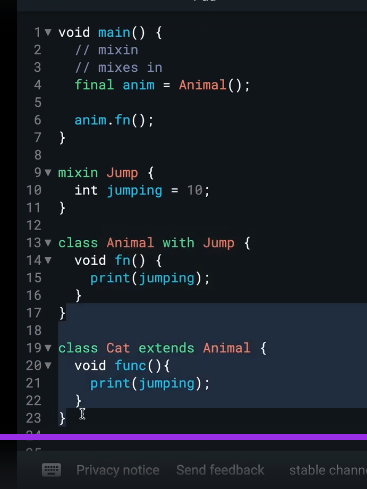 1 void main() {
2 // mixin
3 // mixes in
4 final anim = Animal();
5
6 anim.fn();
7 }
8
9 mixin Jump {
10 int jumping = 10;
11 }
12
13 class Animal with Jump {
14 void fn() {
15 print(jumping);
16 }
17 }
18
19 class Cat extends Animal {
20 void func(){
21 print(jumping);
22 }
23 }
Privacy notice Send feedback stable